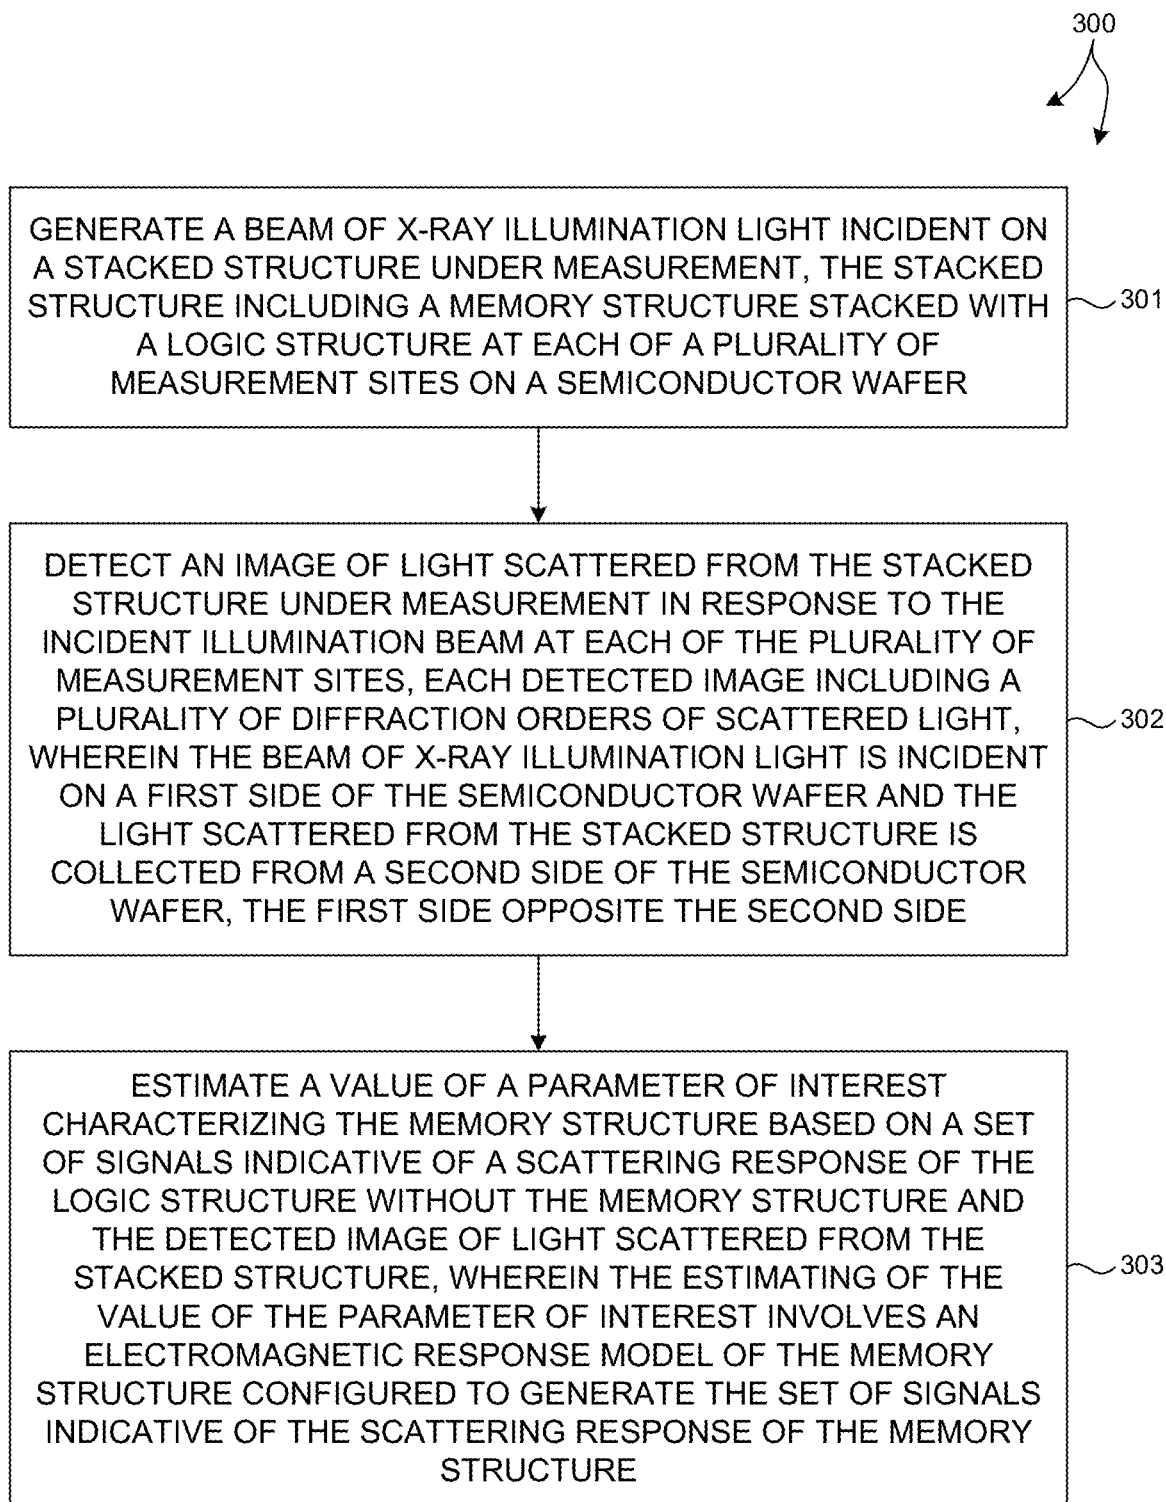 300
GENERATE A BEAM OF X-RAY ILLUMINATION LIGHT INCIDENT ON
A STACKED STRUCTURE UNDER MEASUREMENT, THE STACKED
STRUCTURE INCLUDING A MEMORY STRUCTURE STACKED WITH
A LOGIC STRUCTURE AT EACH OF A PLURALITY OF
MEASUREMENT SITES ON A SEMICONDUCTOR WAFER
301
DETECT AN IMAGE OF LIGHT SCATTERED FROM THE STACKED
STRUCTURE UNDER MEASUREMENT IN RESPONSE TO THE
INCIDENT ILLUMINATION BEAM AT EACH OF THE PLURALITY OF
MEASUREMENT SITES, EACH DETECTED IMAGE INCLUDING A
PLURALITY OF DIFFRACTION ORDERS OF SCATTERED LIGHT,
WHEREIN THE BEAM OF X-RAY ILLUMINATION LIGHT IS INCIDENT
ON A FIRST SIDE OF THE SEMICONDUCTOR WAFER AND THE
LIGHT SCATTERED FROM THE STACKED STRUCTURE IS
COLLECTED FROM A SECOND SIDE OF THE SEMICONDUCTOR
WAFER, THE FIRST SIDE OPPOSITE THE SECOND SIDE
302
ESTIMATE A VALUE OF A PARAMETER OF INTEREST
CHARACTERIZING THE MEMORY STRUCTURE BASED ON A SET
OF SIGNALS INDICATIVE OF A SCATTERING RESPONSE OF THE
LOGIC STRUCTURE WITHOUT THE MEMORY STRUCTURE AND
THE DETECTED IMAGE OF LIGHT SCATTERED FROM THE
STACKED STRUCTURE, WHEREIN THE ESTIMATING OF THE
VALUE OF THE PARAMETER OF INTEREST INVOLVES AN
ELECTROMAGNETIC RESPONSE MODEL OF THE MEMORY
STRUCTURE CONFIGURED TO GENERATE THE SET OF SIGNALS
INDICATIVE OF THE SCATTERING RESPONSE OF THE MEMORY
STRUCTURE
303